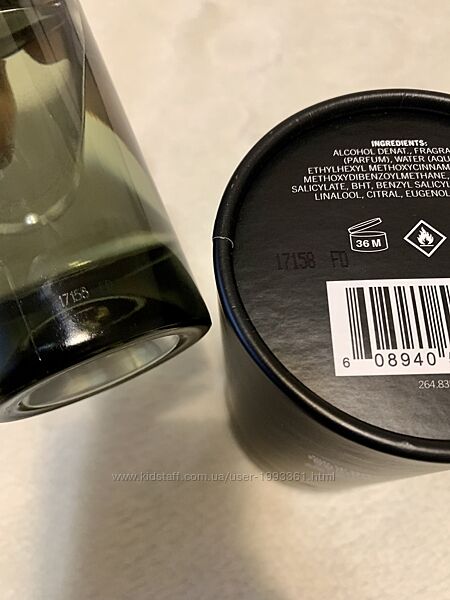 INGREDIENTS:
ALCOHOL DENAT., FRAGRA
(PARFUM), WATER (AQU
ETHYLHEXYL METHOXYCINNAM
METHOXYDIBENZOYLMETHANE,
SALICYLATE, BHT, BENZYL SALICYL
LINALOOL, CITRAL, EUGENOL
36 M
17158 FD
17158
6 08940
264.83
www.kidstaff.com.ua/user-1993361.html